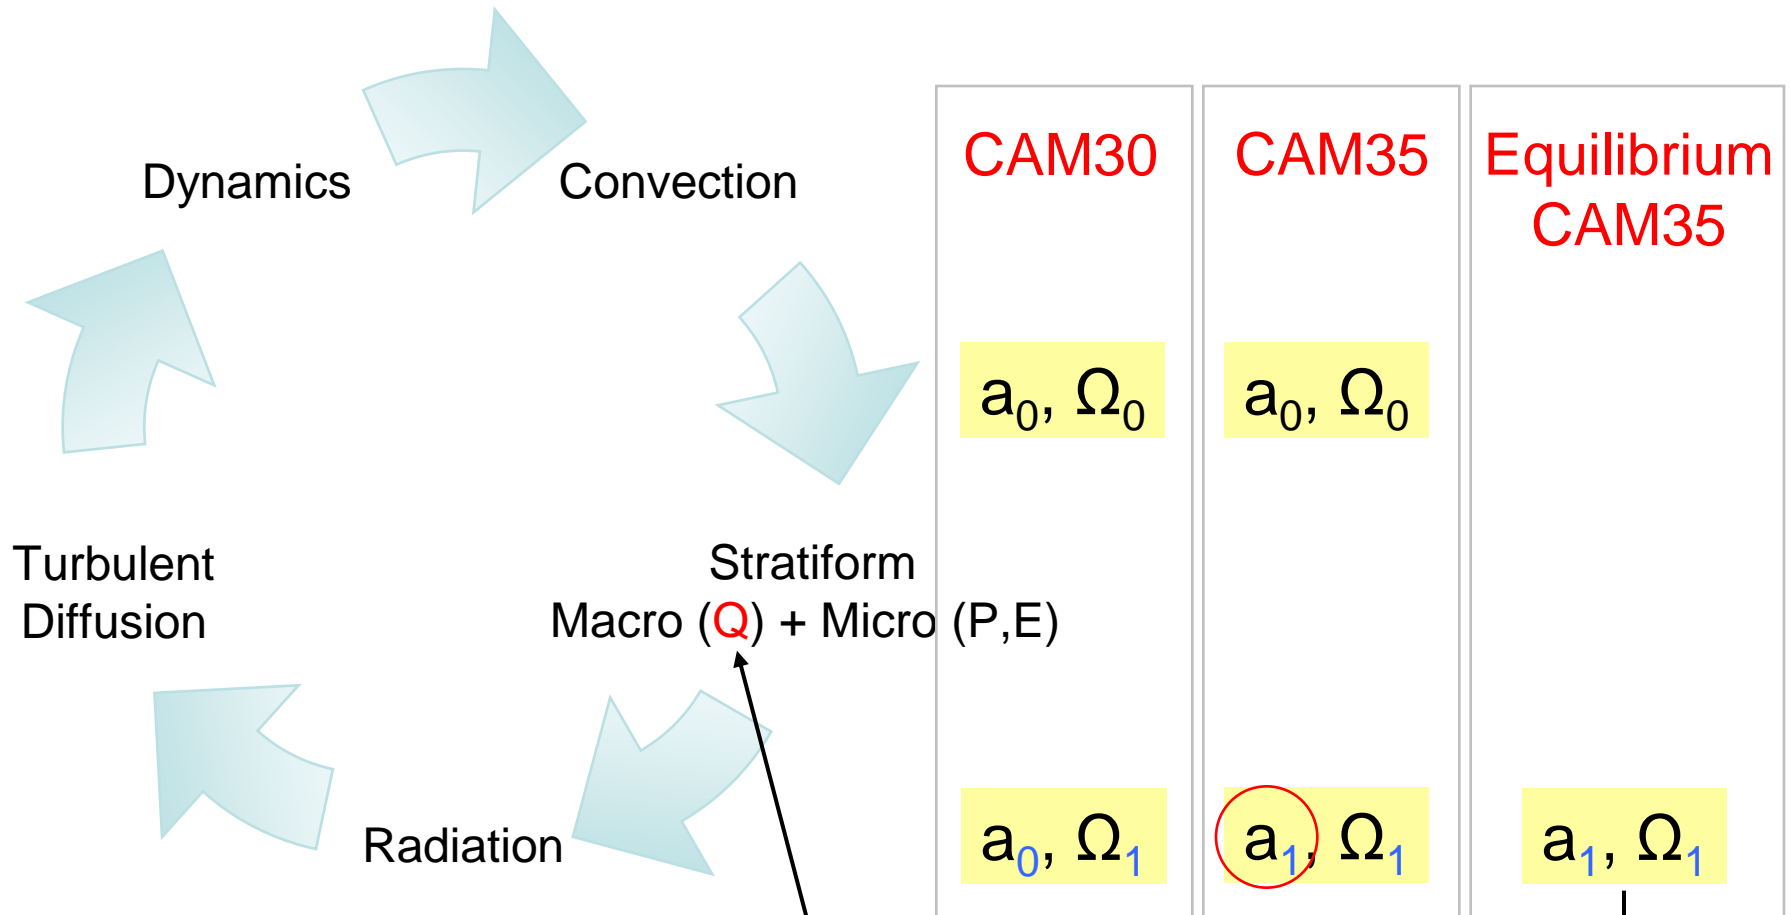 Dynamics
Convection
Stratiform
Macro (Q) + Micro (P,E)
Radiation
Turbulent
Diffusion
CAM30
a₀, Ω₀
a₀, Ω₁
CAM35
a₀, Ω₀
a₁, Ω₁
Equilibrium
CAM35
a₁, Ω₁